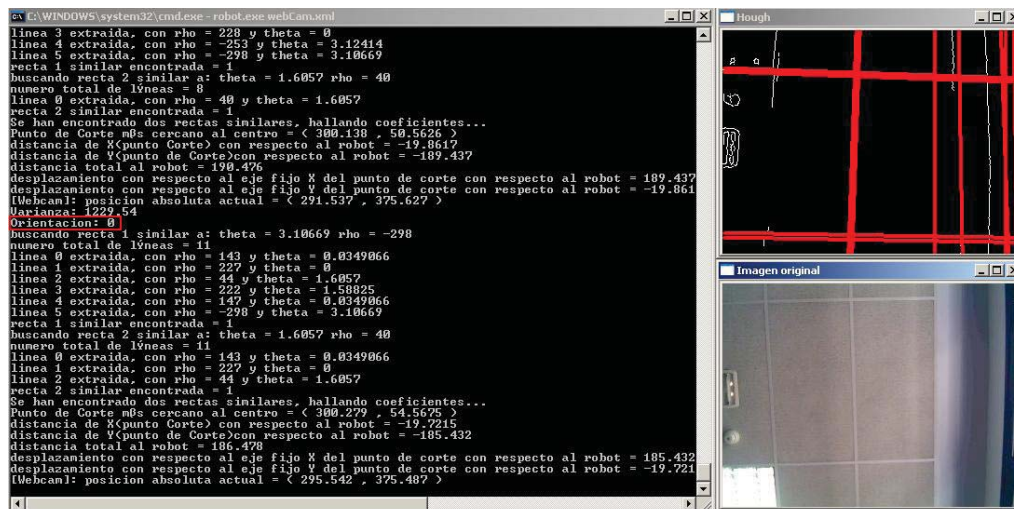 C:\WINDOWS\system32\cmd.exe - robot.exe webCam.xml
linea 3 extraida, con rho = 228 y theta = 0
linea 4 extraida, con rho = -253 y theta = 3.12414
linea 5 extraida, con rho = -298 y theta = 3.10669
recta 1 similar encontrada = 1
buscando recta 2 similar a: theta = 1.6057 rho = 40
numero total de lýneas = 8
linea 0 extraida, con rho = 40 y theta = 1.6057
recta 2 similar encontrada = 1
Se han encontrado dos rectas similares, hallando coeficientes...
Punto de Corte mßs cercano al centro = ( 300.138 , 50.5626 )
distancia de X(punto Corte) con respecto al robot = -19.8617
distancia de Y(punto de Corte)con respecto al robot = -189.437
distancia total al robot = 190.476
desplazamiento con respecto al eje fijo X del punto de corte con respecto al robot = 189.437
desplazamiento con respecto al eje fijo Y del punto de corte con respecto al robot = -19.861
[Webcam]: posicion absoluta actual = ( 291.537 , 375.627 )
Varianza: 1229.54
Orientacion: 0
buscando recta 1 similar a: theta = 3.10669 rho = -298
numero total de lýneas = 11
linea 0 extraida, con rho = 143 y theta = 0.0349066
linea 1 extraida, con rho = 227 y theta = 0
linea 2 extraida, con rho = 44 y theta = 1.6057
linea 3 extraida, con rho = 222 y theta = 1.58825
linea 4 extraida, con rho = 147 y theta = 0.0349066
linea 5 extraida, con rho = -298 y theta = 3.10669
recta 1 similar encontrada = 1
buscando recta 2 similar a: theta = 1.6057 rho = 40
numero total de lýneas = 11
linea 0 extraida, con rho = 143 y theta = 0.0349066
linea 1 extraida, con rho = 227 y theta = 0
linea 2 extraida, con rho = 44 y theta = 1.6057
recta 2 similar encontrada = 1
Se han encontrado dos rectas similares, hallando coeficientes...
Punto de Corte mßs cercano al centro = ( 300.279 , 54.5675 )
distancia de X(punto Corte) con respecto al robot = -19.7215
distancia de Y(punto de Corte)con respecto al robot = -185.432
distancia total al robot = 186.478
desplazamiento con respecto al eje fijo X del punto de corte con respecto al robot = 185.432
desplazamiento con respecto al eje fijo Y del punto de corte con respecto al robot = -19.721
[Webcam]: posicion absoluta actual = ( 295.542 , 375.487 )
Hough
Imagen original